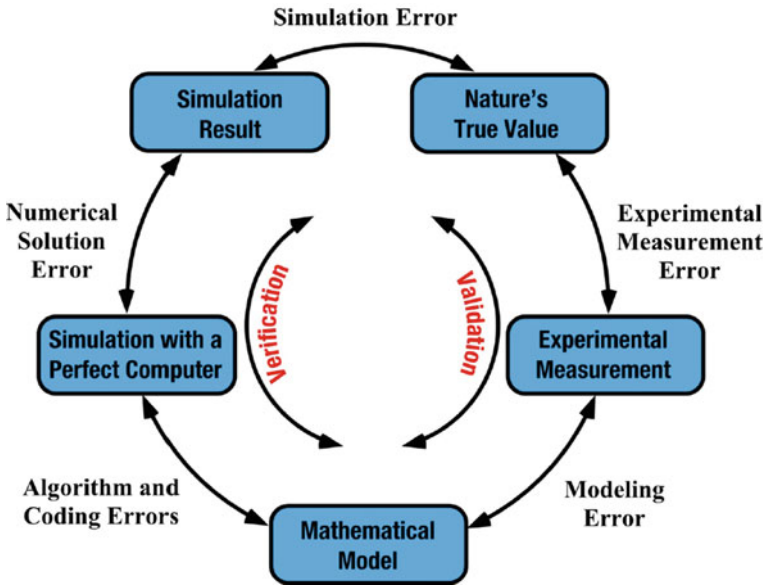 Simulation Error
Simulation
Result
Nature's
True Value
Numerical
Solution
Error
Experimental
Measurement
Error
Verification
Validation
Simulation with a
Perfect Computer
Experimental
Measurement
Algorithm and
Coding Errors
Modeling
Error
Mathematical
Model